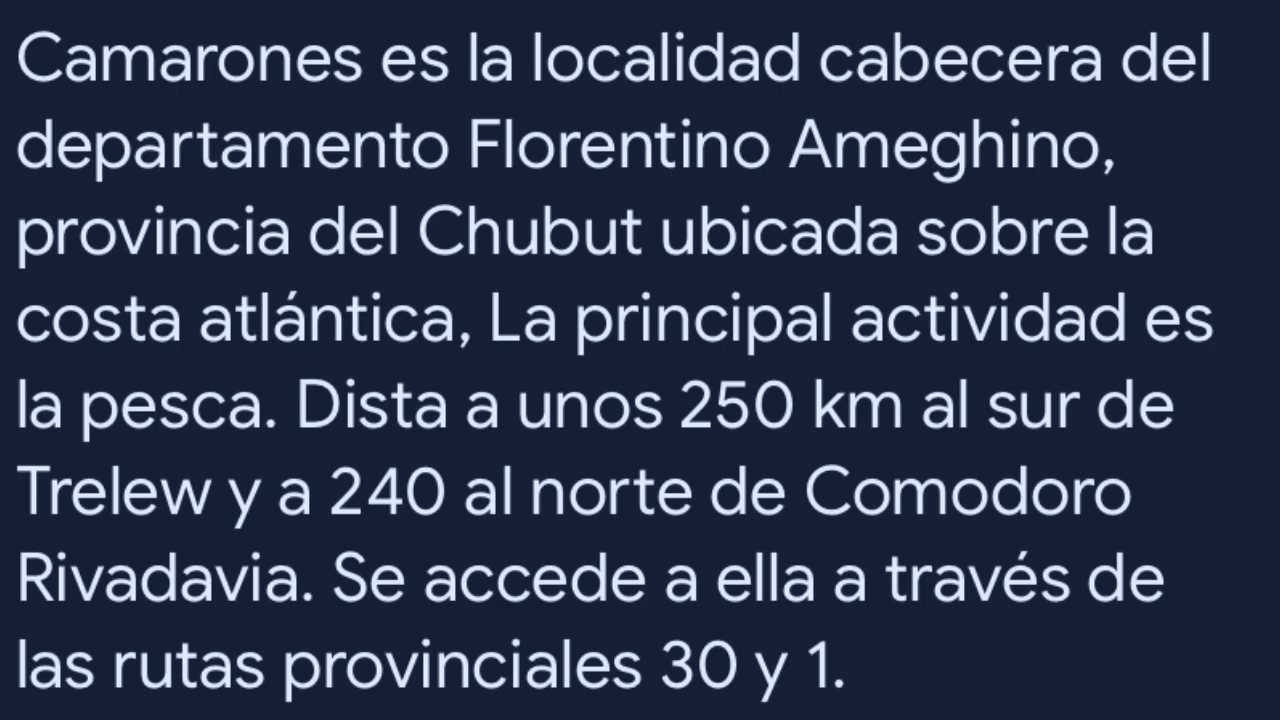 Camarones es la localidad cabecera del
departamento Florentino Ameghino,
provincia del Chubut ubicada sobre la
costa atlántica, La principal actividad es
la pesca. Dista a unos 250 km al sur de
Trelew y a 240 al norte de Comodoro
Rivadavia. Se accede a ella a través de
las rutas provinciales 30 y 1.